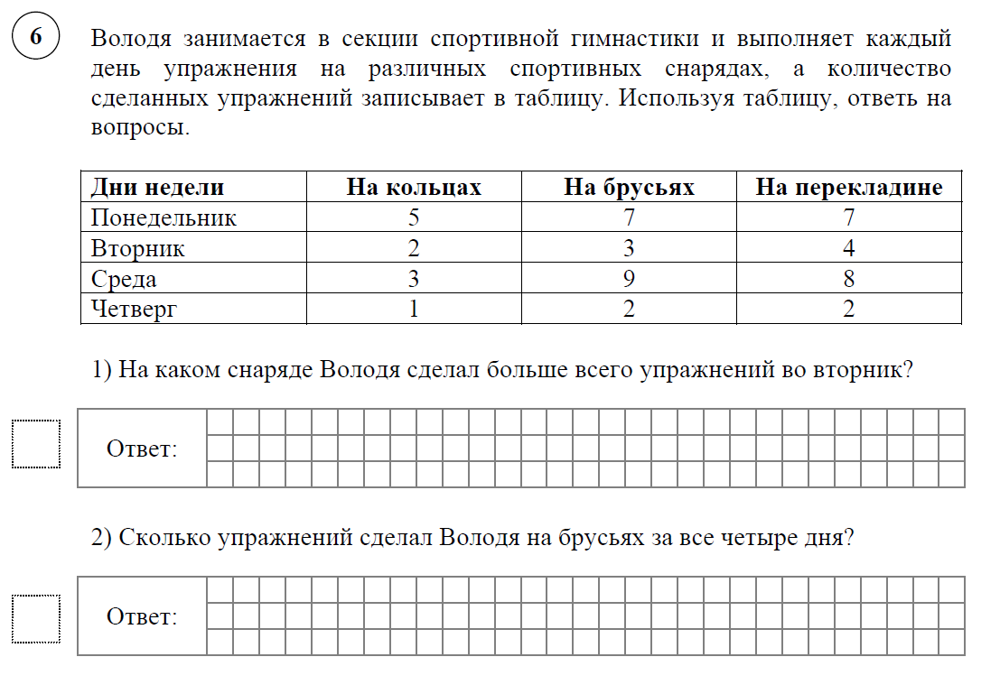 6
Володя занимается в секции спортивной гимнастики и выполняет каждый
день упражнения на различных спортивных снарядах, а количество
сделанных упражнений записывает в таблицу. Используя таблицу, ответь на
вопросы.
Дни недели На кольцах На брусьях На перекладине
Понедельник 5 7 7
Вторник 2 3 4
Среда 3 9 8
Четверг 1 2 2
1) На каком снаряде Володя сделал больше всего упражнений во вторник?
Ответ:
2) Сколько упражнений сделал Володя на брусьях за все четыре дня?
Ответ: